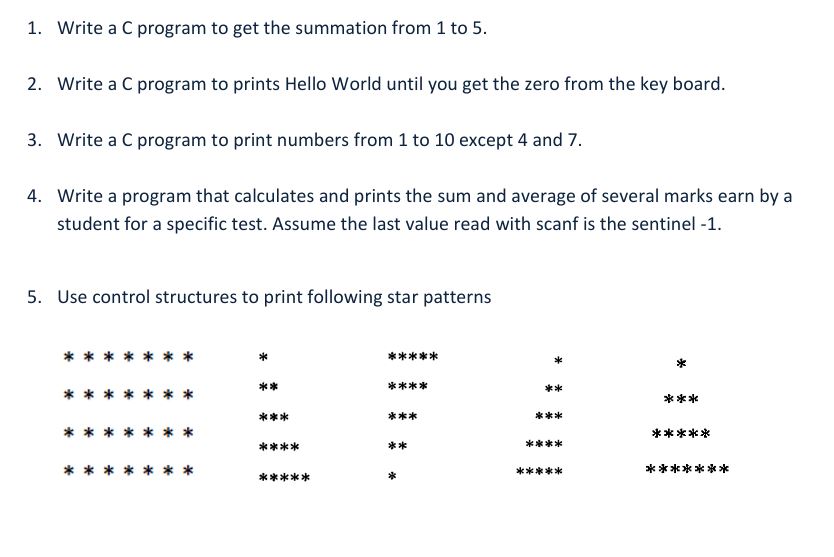 1. Write a C program to get the summation from 1 to 5.
2. Write a C program to prints Hello World until you get the zero from the key board.
3. Write a C program to print numbers from 1 to 10 except 4 and 7.
4. Write a program that calculates and prints the sum and average of several marks earn by a
student for a specific test. Assume the last value read with scanf is the sentinel -1.
5. Use control structures to print following star patterns
* * * * * * *
* * * * * * *
* * * * * * *
* * * * * * *
*
**
***
****
*****
*****
****
***
**
*
*
**
***
****
*****
*
***
*****
*******